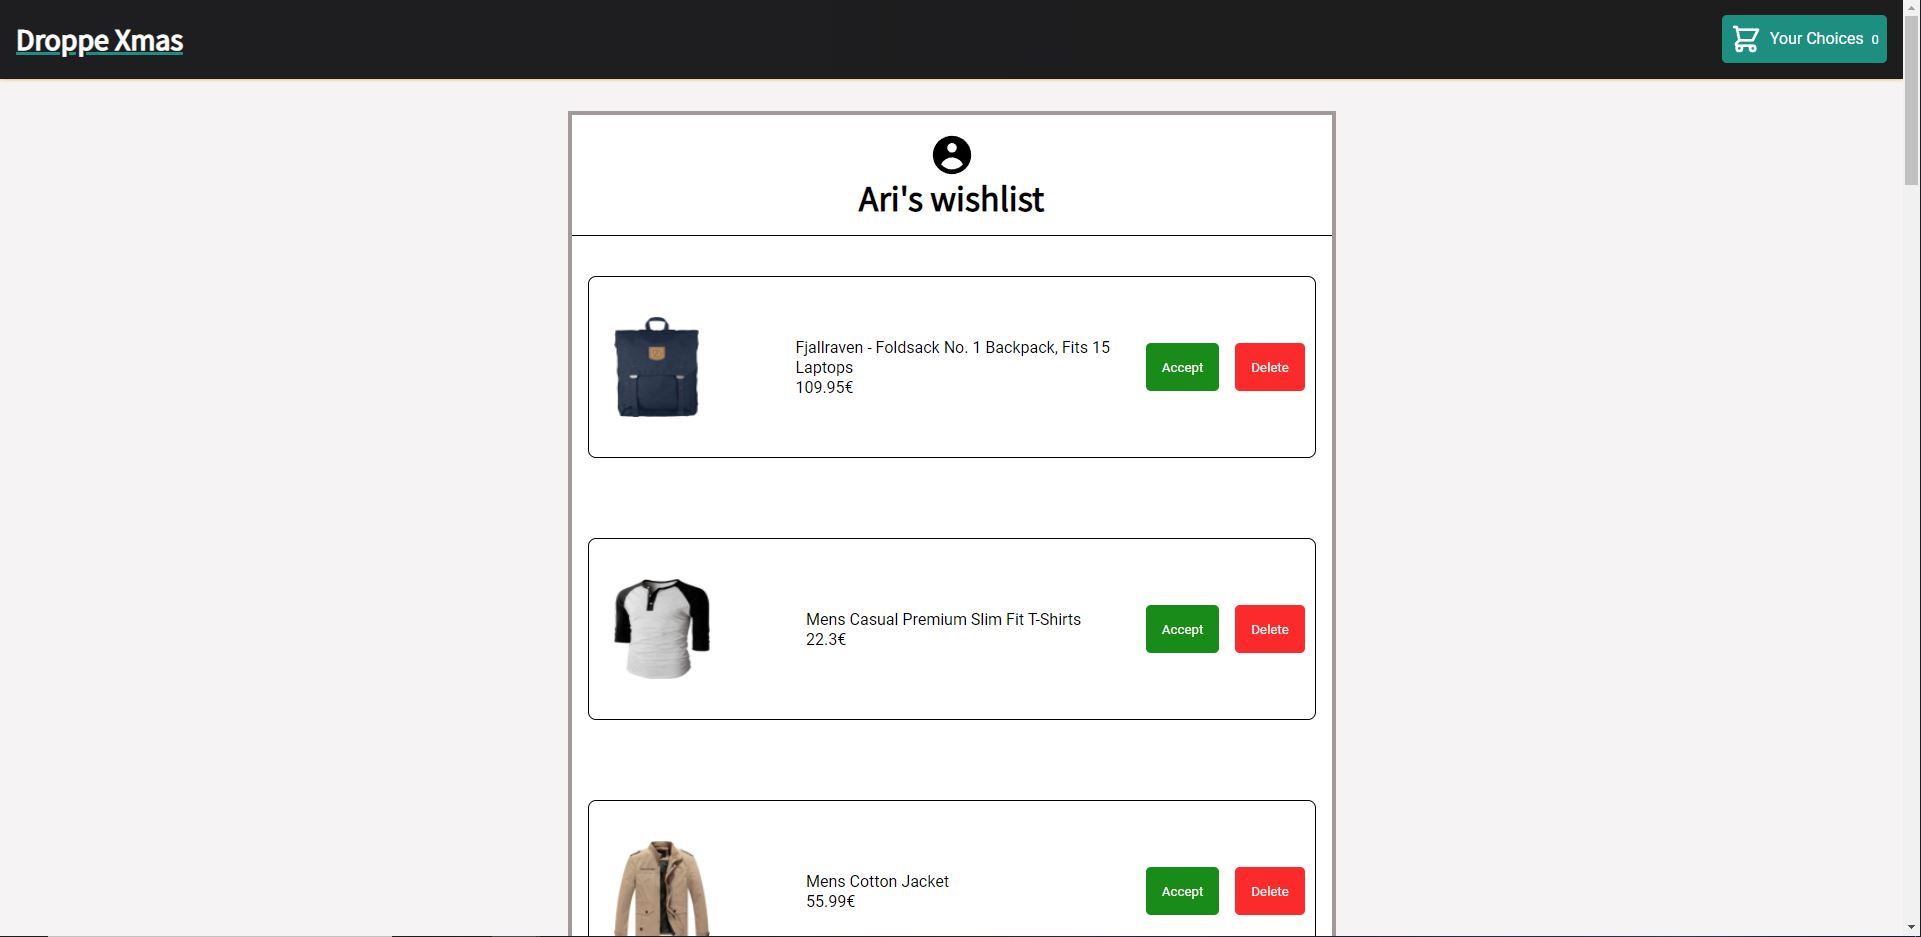 Droppe Xmas
Your Choices 0
Ari's wishlist
Fjallraven - Foldsack No. 1 Backpack, Fits 15
Laptops
109.95€
Accept
Delete
Mens Casual Premium Slim Fit T-Shirts
22.3€
Accept
Delete
Mens Cotton Jacket
55.99€
Accept
Delete